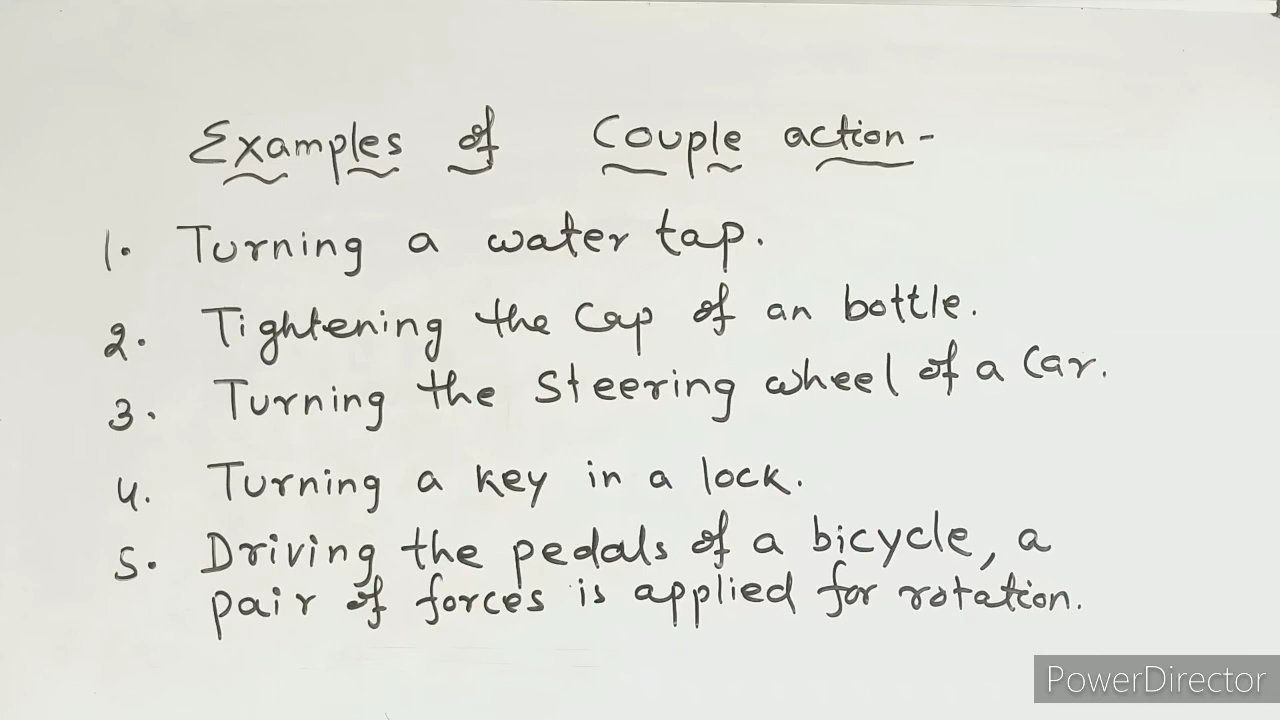 Examples of Couple action-
1. Turning a water tap.
2. Tightening the cap of an bottle.
3. Turning the Steering wheel of a Car.
4. Turning a key in a lock.
5. Driving the pedals of a bicycle, a
pair of forces is applied for rotation.
PowerDirector